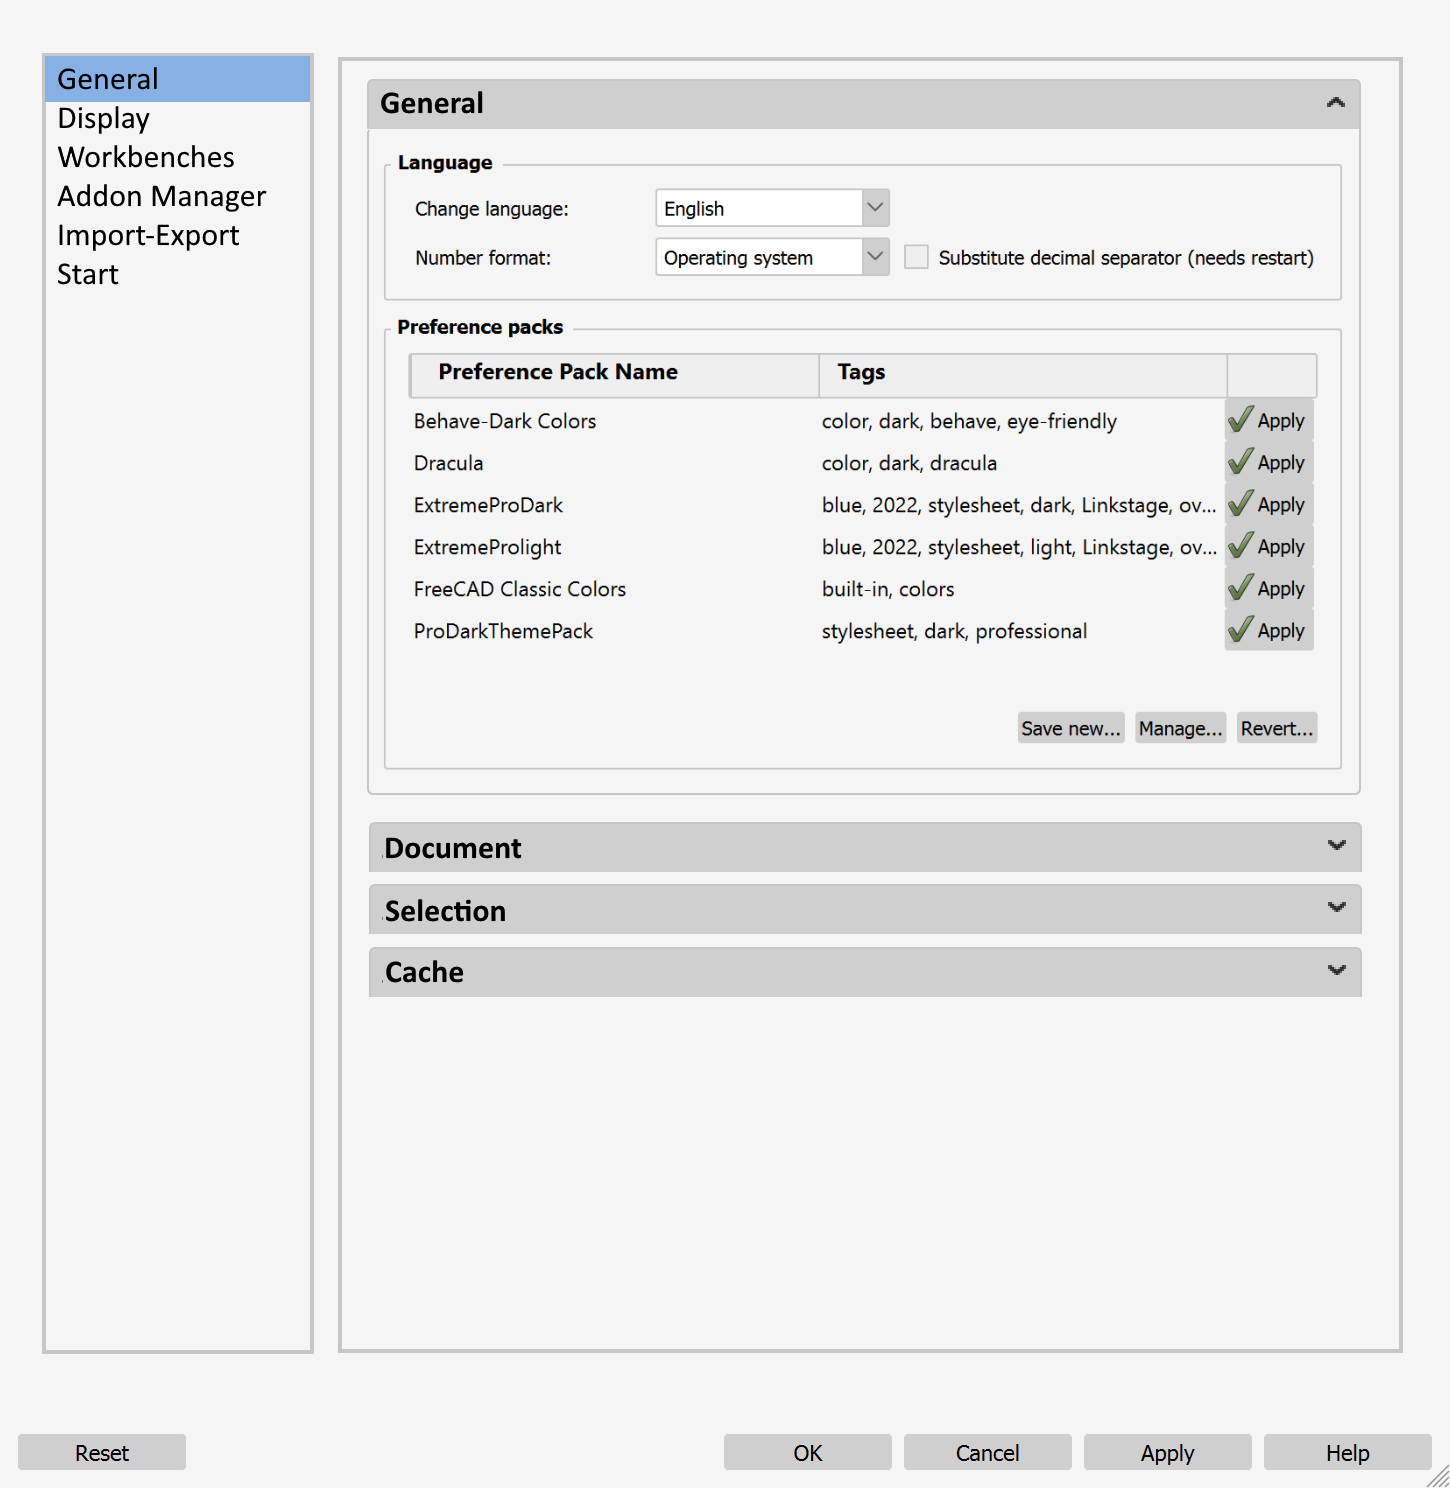 General
Display
Workbenches
Addon Manager
Import-Export
Start
General
Language
Change language: English
Number format: Operating system Substitute decimal separator (needs restart)
Preference packs
Preference Pack Name Tags
Behave-Dark Colors color, dark, behave, eye-friendly Apply
Dracula color, dark, dracula Apply
ExtremeProDark blue, 2022, stylesheet, dark, Linkstage, ov... Apply
ExtremeProlight blue, 2022, stylesheet, light, Linkstage, ov... Apply
FreeCAD Classic Colors built-in, colors Apply
ProDarkThemePack stylesheet, dark, professional Apply
Save new... Manage... Revert...
Document
Selection
Cache
Reset OK Cancel Apply Help